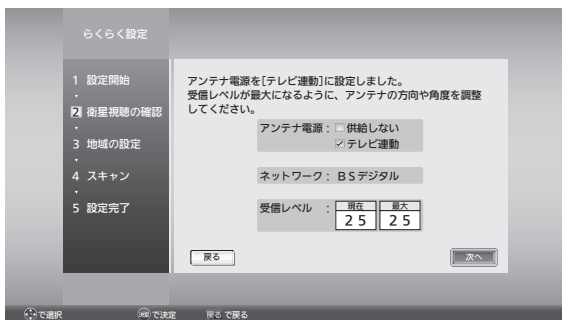 らくらく設定
1 設定開始
2 衛星視聴の確認
3 地域の設定
4 スキャン
5 設定完了
アンテナ電源を[テレビ連動]に設定しました。
受信レベルが最大になるように、アンテナの方向や角度を調整
してください。
アンテナ電源： 供給しない
テレビ連動
ネットワーク： ＢＳデジタル
受信レベル ： 現在 最大
２５ ２５
戻る 次へ
で選択 決定 で決定 戻る で戻る